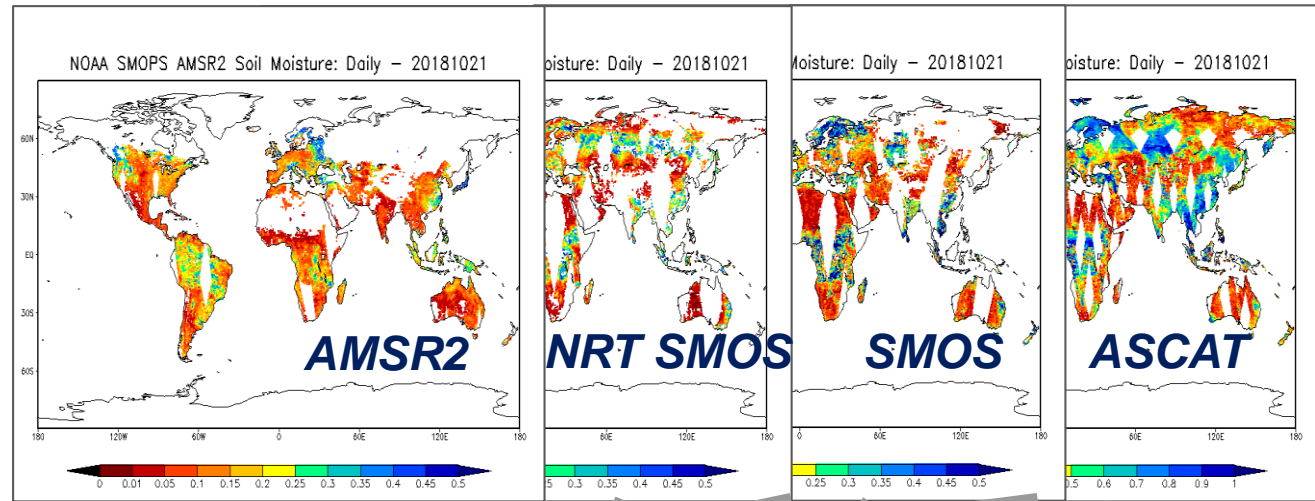 NOAA SMOPS AMSR2 Soil Moisture: Daily - 20181021
60N
30N
EQ
30S
60S
180
120W
60W
0
60E
120E
180
0
0.01
0.05
0.1
0.15
0.2
0.25
0.3
0.35
0.4
0.45
0.5
AMSR2
oisture: Daily - 20181021
60E
120E
180
5
0.3
0.35
0.4
0.45
0.5
NRT SMOS
Moisture: Daily - 20181021
0
60E
120E
180
0.25
0.3
0.35
0.4
0.45
0.5
SMOS
oisture: Daily - 20181021
60E
120E
180
0.5
0.6
0.7
0.8
0.9
1
ASCAT